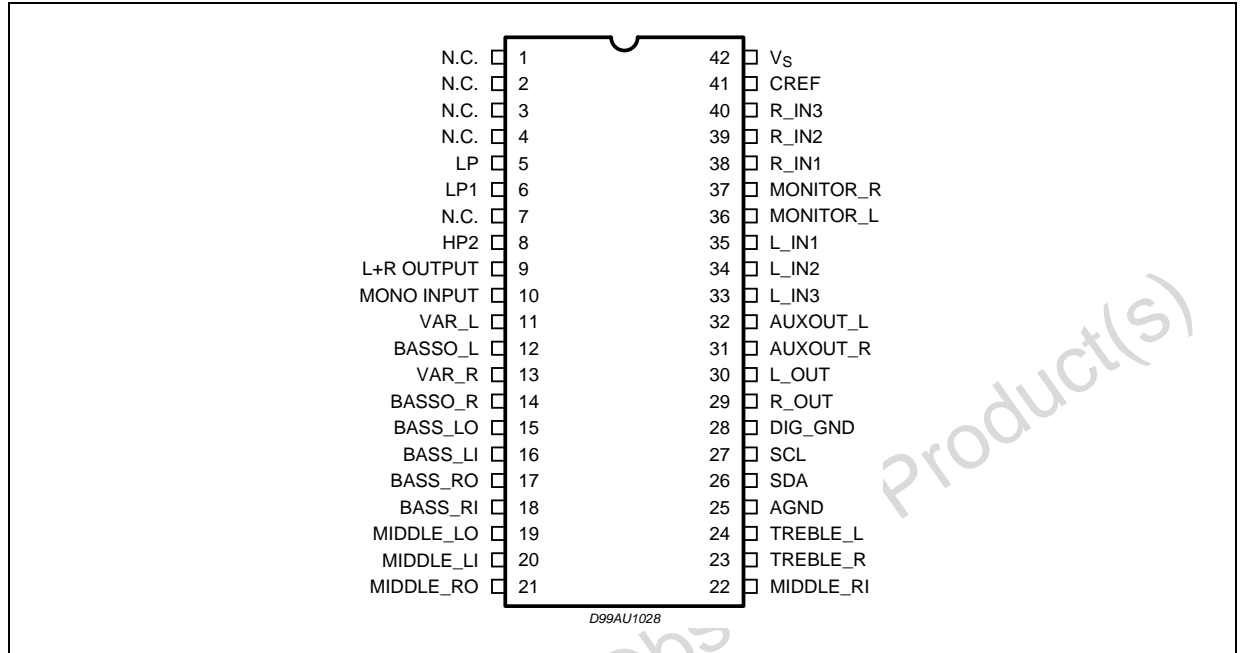 N.C. 1 42 VS
N.C. 2 41 CREF
N.C. 3 40 R_IN3
N.C. 4 39 R_IN2
LP 5 38 R_IN1
LP1 6 37 MONITOR_R
N.C. 7 36 MONITOR_L
HP2 8 35 L_IN1
L+R OUTPUT 9 34 L_IN2
MONO INPUT 10 33 L_IN3
VAR_L 11 32 AUXOUT_L
BASSO_L 12 31 AUXOUT_R
VAR_R 13 30 L_OUT
BASSO_R 14 29 R_OUT
BASS_LO 15 28 DIG_GND
BASS_LI 16 27 SCL
BASS_RO 17 26 SDA
BASS_RI 18 25 AGND
MIDDLE_LO 19 24 TREBLE_L
MIDDLE_LI 20 23 TREBLE_R
MIDDLE_RO 21 22 MIDDLE_RI
D99AU1028
Product(s)